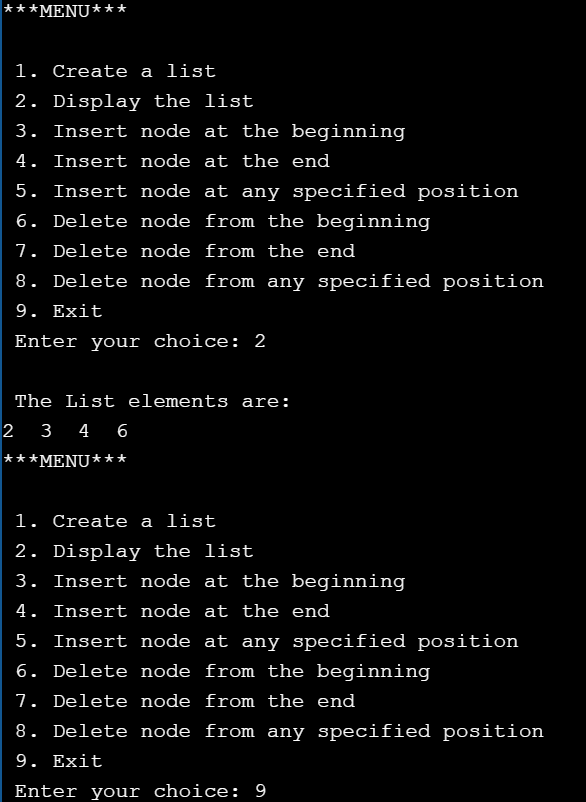 ***MENU***
1. Create a list
2. Display the list
3. Insert node at the beginning
4. Insert node at the end
5. Insert node at any specified position
6. Delete node from the beginning
7. Delete node from the end
8. Delete node from any specified position
9. Exit
Enter your choice: 2
The List elements are:
2  3  4  6
***MENU***
1. Create a list
2. Display the list
3. Insert node at the beginning
4. Insert node at the end
5. Insert node at any specified position
6. Delete node from the beginning
7. Delete node from the end
8. Delete node from any specified position
9. Exit
Enter your choice: 9